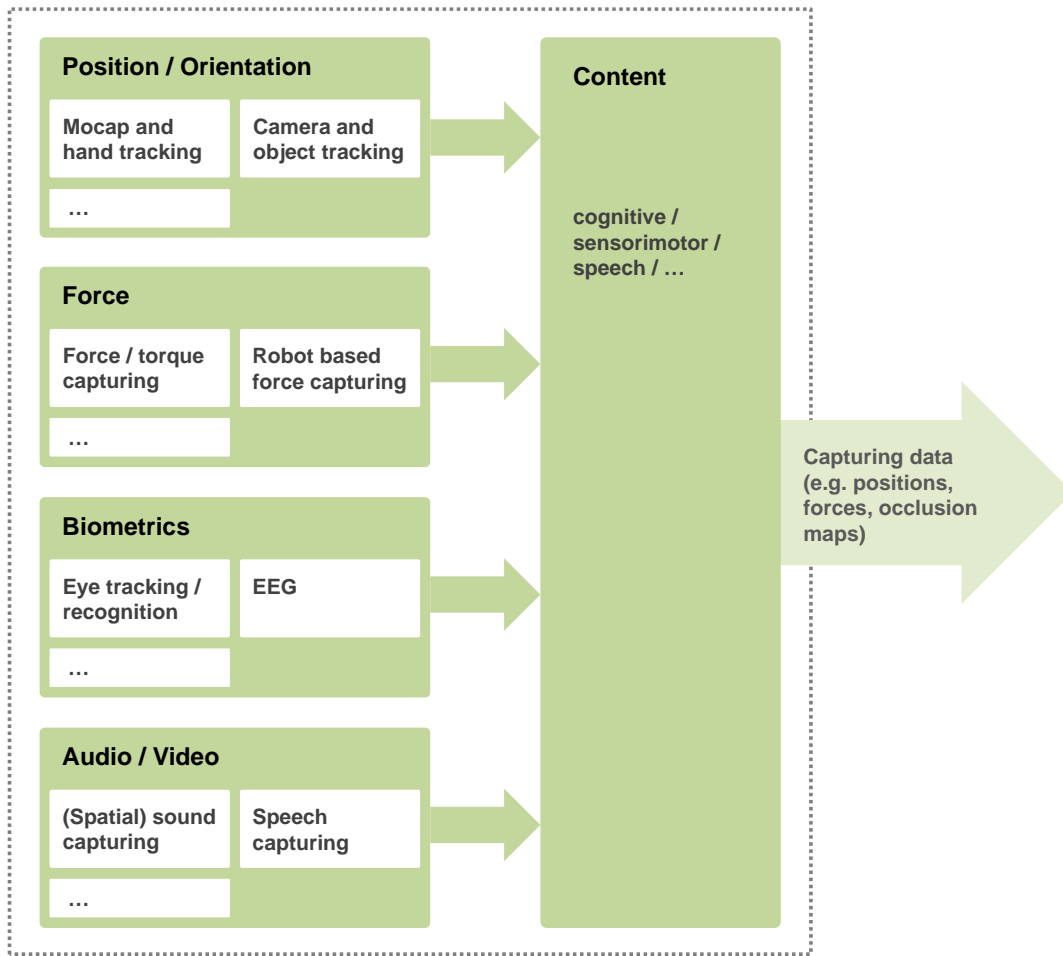 Position / Orientation
Mocap and
hand tracking
Camera and
object tracking
…
Force
Force / torque
capturing
Robot based
force capturing
…
Biometrics
Eye tracking /
recognition
EEG
…
Audio / Video
(Spatial) sound
capturing
Speech
capturing
…
Content
cognitive /
sensorimotor /
speech / …
Capturing data
(e.g. positions,
forces, occlusion
maps)